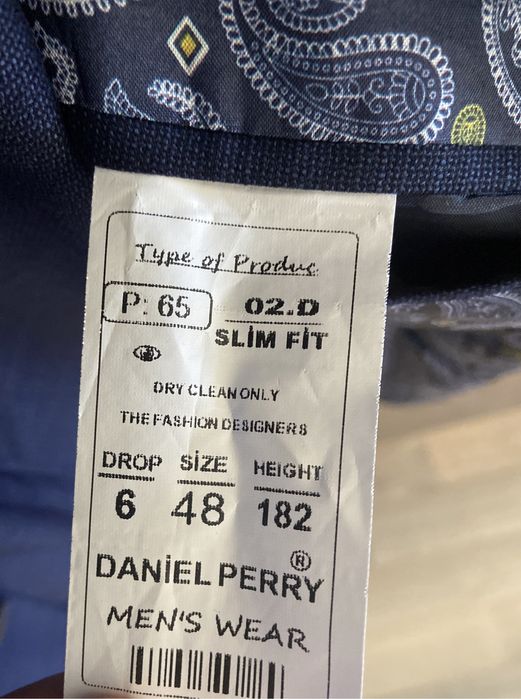 Type of Produc
P: 65 02.D
SLİM FİT
DRY CLEAN ONLY
THE FASHION DESIGNERS
DROP SİZE HEIGHT
6 48 182
DANİEL PERRY ®
MEN'S WEAR